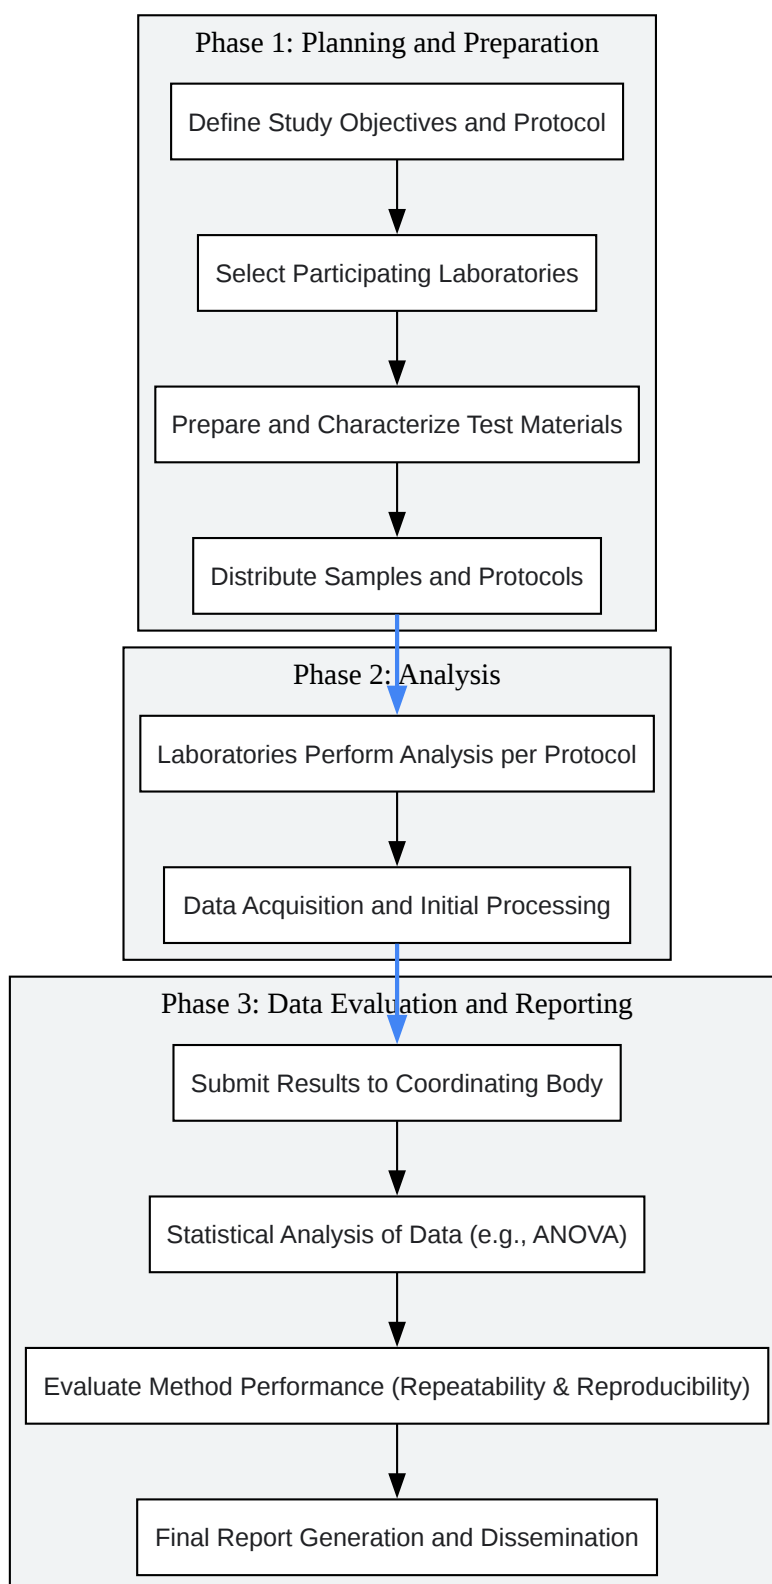 Phase 1: Planning and Preparation
Define Study Objectives and Protocol
Select Participating Laboratories
Prepare and Characterize Test Materials
Distribute Samples and Protocols
Phase 2: Analysis
Laboratories Perform Analysis per Protocol
Data Acquisition and Initial Processing
Phase 3: Data Evaluation and Reporting
Submit Results to Coordinating Body
Statistical Analysis of Data (e.g., ANOVA)
Evaluate Method Performance (Repeatability & Reproducibility)
Final Report Generation and Dissemination